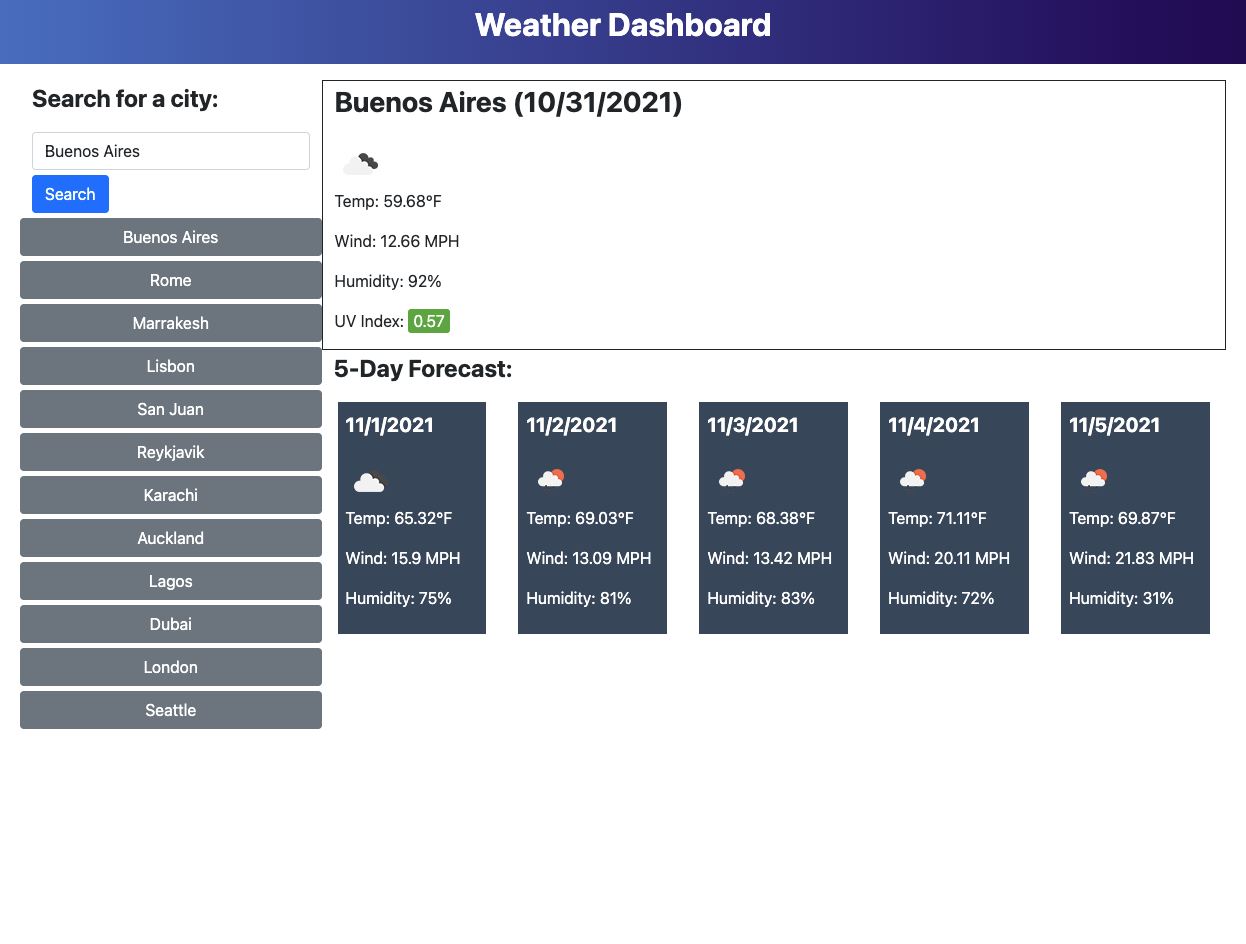 Weather Dashboard
Search for a city:
Buenos Aires
Search
Buenos Aires
Rome
Marrakesh
Lisbon
San Juan
Reykjavik
Karachi
Auckland
Lagos
Dubai
London
Seattle
Buenos Aires (10/31/2021)
Temp: 59.68°F
Wind: 12.66 MPH
Humidity: 92%
UV Index: 0.57
5-Day Forecast:
11/1/2021
Temp: 65.32°F
Wind: 15.9 MPH
Humidity: 75%
11/2/2021
Temp: 69.03°F
Wind: 13.09 MPH
Humidity: 81%
11/3/2021
Temp: 68.38°F
Wind: 13.42 MPH
Humidity: 83%
11/4/2021
Temp: 71.11°F
Wind: 20.11 MPH
Humidity: 72%
11/5/2021
Temp: 69.87°F
Wind: 21.83 MPH
Humidity: 31%